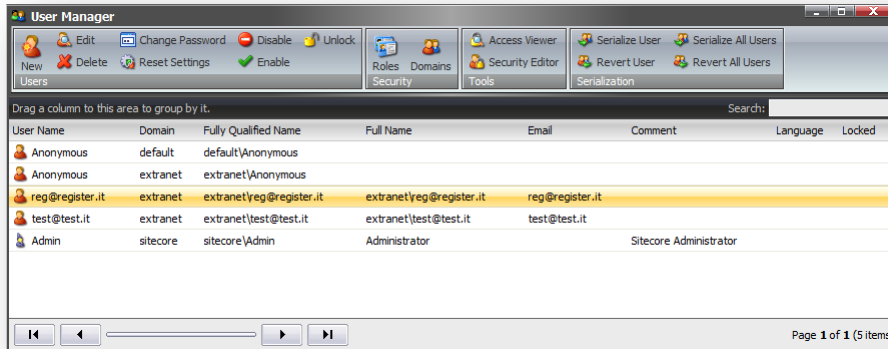 User Manager
New
Edit
Change Password
Disable
Unlock
Delete
Reset Settings
Enable
Users
Roles
Domains
Security
Access Viewer
Security Editor
Tools
Serialize User
Serialize All Users
Revert User
Revert All Users
Serialization
Drag a column to this area to group by it. Search:
User Name Domain Fully Qualified Name Full Name Email Comment Language Locked
Anonymous default default\Anonymous
Anonymous extranet extranet\Anonymous
reg@register.it extranet extranet\reg@register.it extranet\reg@register.it reg@register.it
test@test.it extranet extranet\test@test.it extranet\test@test.it test@test.it
Admin sitecore sitecore\Admin Administrator Sitecore Administrator
Page 1 of 1 (5 items